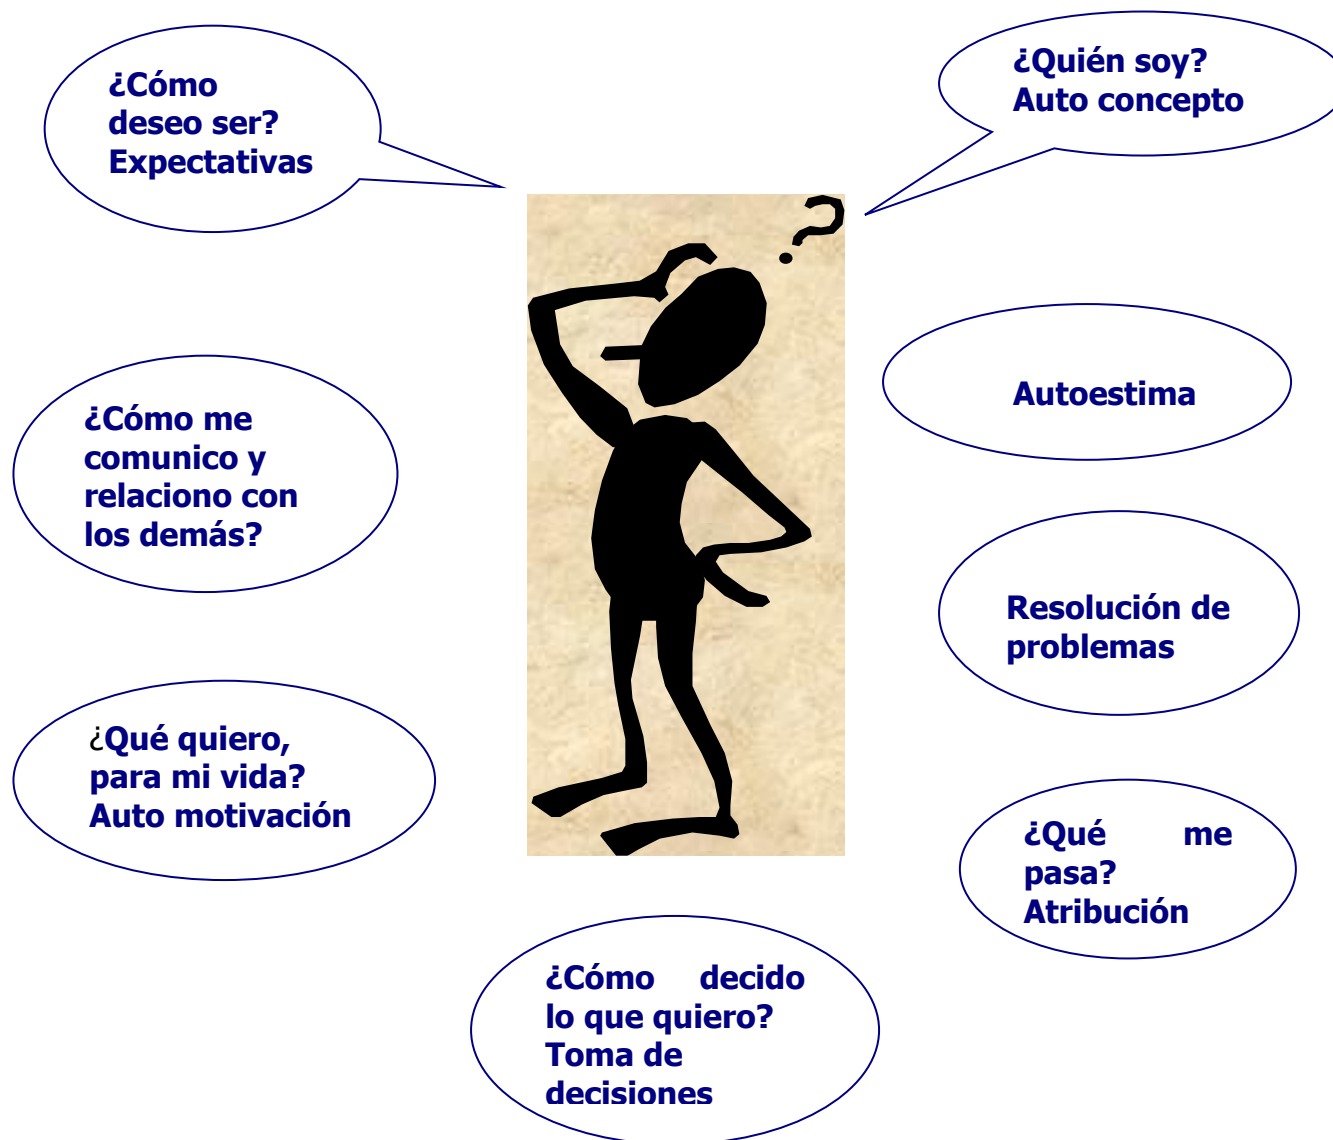 ¿Cómo
deseo ser?
Expectativas
¿Quién soy?
Auto concepto
?
¿Cómo me
comunico y
relaciono con
los demás?
Autoestima
Resolución de
problemas
¿Qué quiero,
para mi vida?
Auto motivación
¿Qué me
pasa?
Atribución
¿Cómo decido
lo que quiero?
Toma de
decisiones